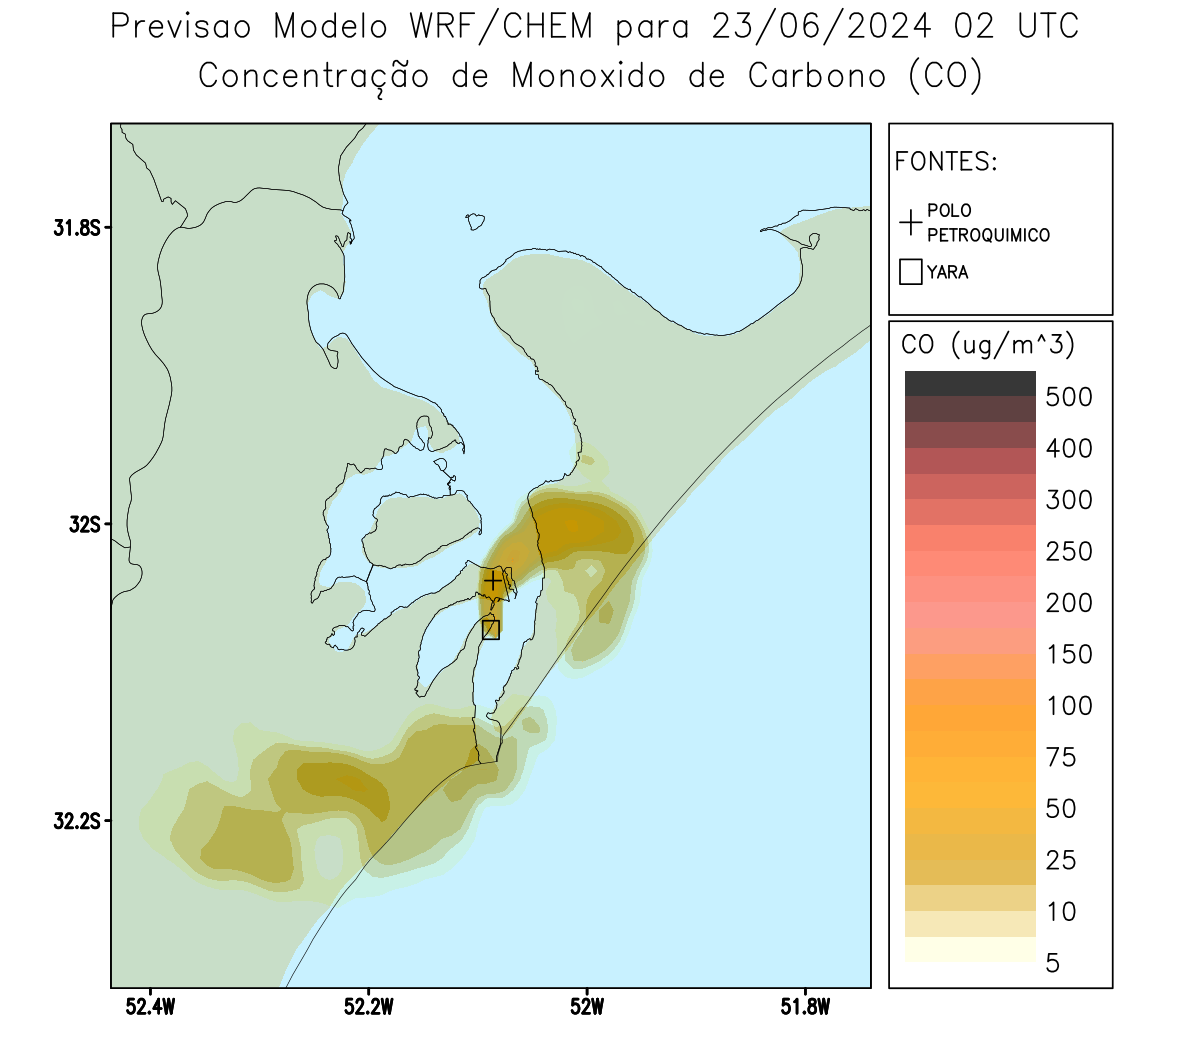 Previsao Modelo WRF/CHEM para 23/06/2024 02 UTC
Concentração de Monoxido de Carbono (CO)
FONTES:
POLO
PETROQUIMICO
YARA
CO (ug/m^3)
500
400
300
250
200
150
100
75
50
25
10
5
31.8S
32S
32.2S
52.4W
52.2W
52W
51.8W